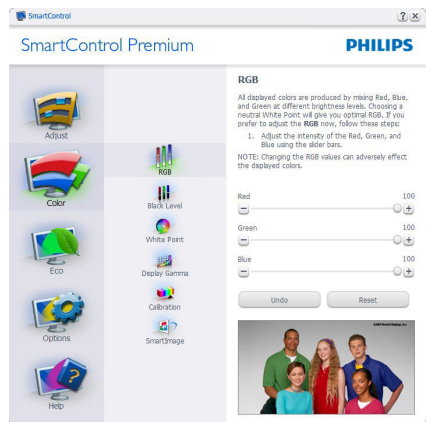 SmartControl
? x
SmartControl Premium
PHILIPS
Adjust
Color
Eco
Options
Help
RGB
Black Level
White Point
Display Gamma
Calibration
SmartImage
RGB
All displayed colors are produced by mixing Red, Blue,
and Green at different brightness levels. Choosing a
neutral White Point will give you optimal RGB. If you
prefer to adjust the RGB now, follow these steps:
1. Adjust the intensity of the Red, Green, and
Blue using the slider bars.
NOTE: Changing the RGB values can adversely effect
the displayed colors.
Red 100
Green 100
Blue 100
Undo Reset